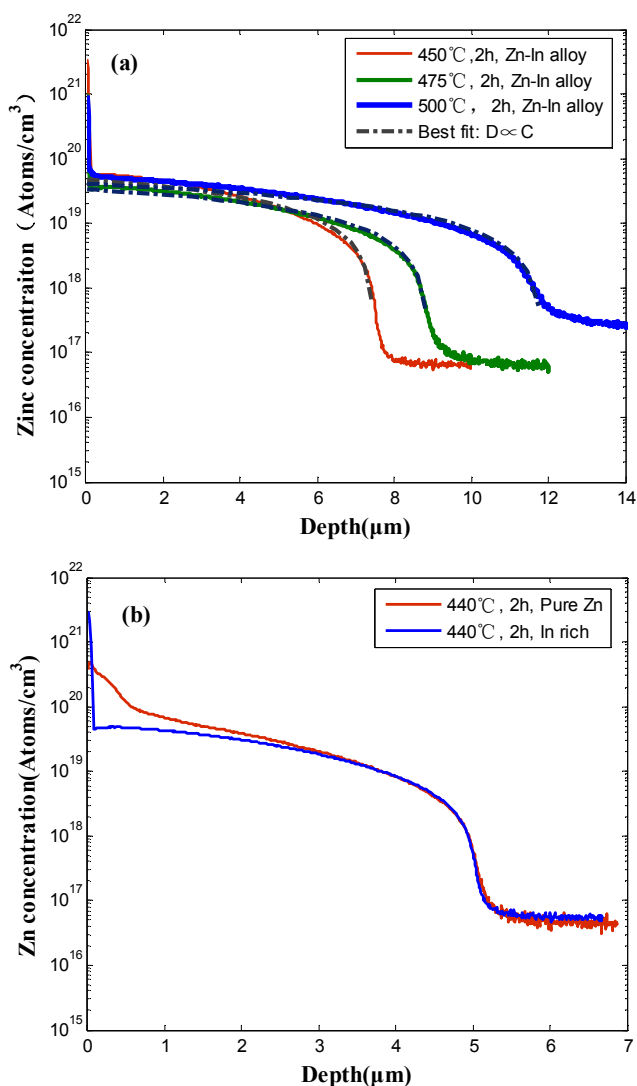 10^22
10^21
10^20
10^19
10^18
10^17
10^16
10^15
Zinc concentraiton ( Atoms/cm^3)
(a)
450℃,2h, Zn-In alloy
475℃, 2h, Zn-In alloy
500℃, 2h, Zn-In alloy
Best fit: D∝C
0 2 4 6 8 10 12 14
Depth(μm)
10^22
10^21
10^20
10^19
10^18
10^17
10^16
10^15
Zn concentration(Atoms/cm^3)
(b)
440℃, 2h, Pure Zn
440℃, 2h, In rich
0 1 2 3 4 5 6 7
Depth(μm)